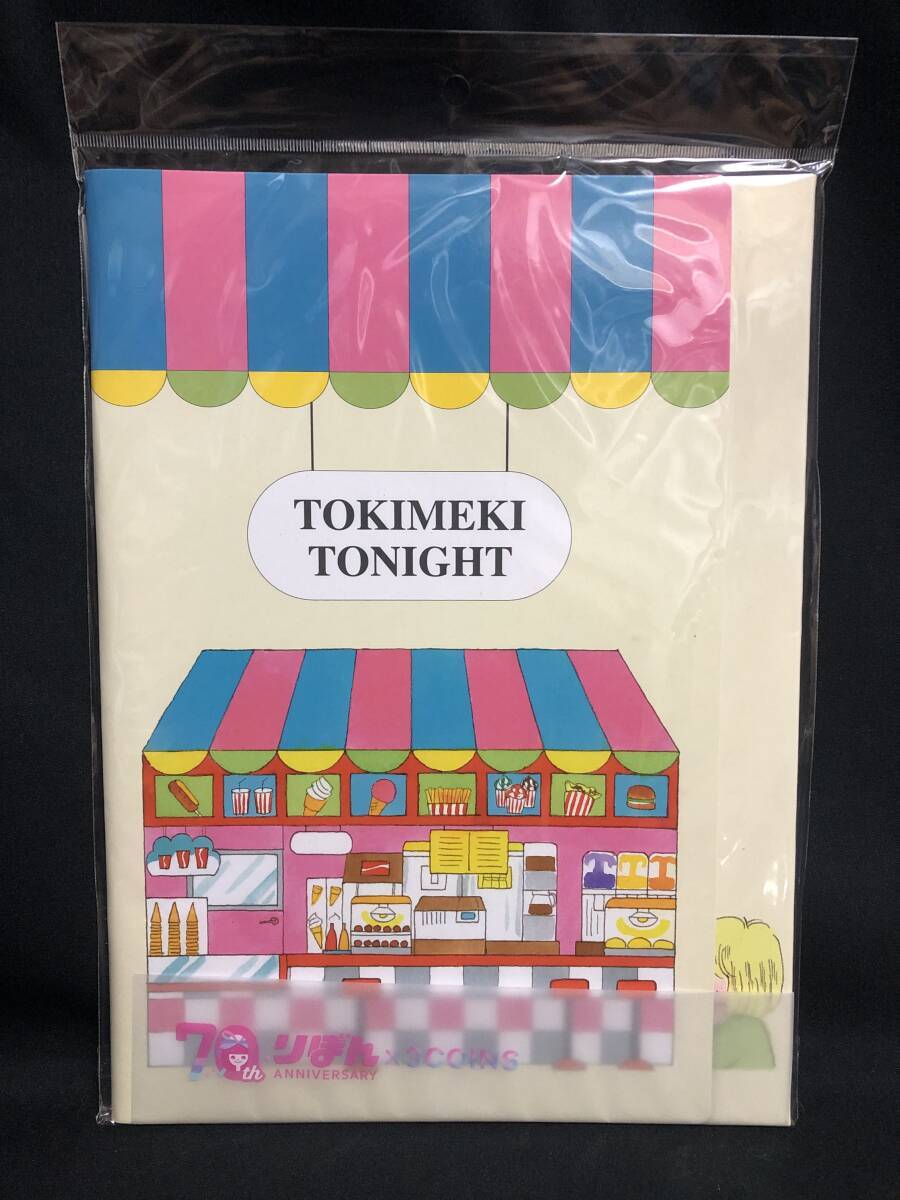 TOKIMEKI
TONIGHT
70th りぼん ×3COINS
ANNIVERSARY